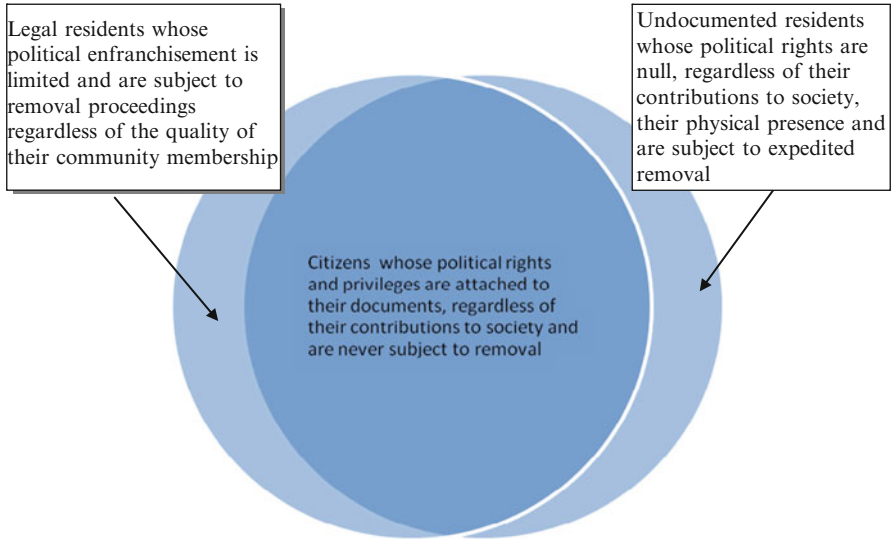 Legal residents whose
political enfranchisement is
limited and are subject to
removal proceedings
regardless of the quality of
their community membership
Undocumented residents
whose political rights are
null, regardless of their
contributions to society,
their physical presence and
are subject to expedited
removal
Citizens whose political rights
and privileges are attached to
their documents, regardless of
their contributions to society and
are never subject to removal